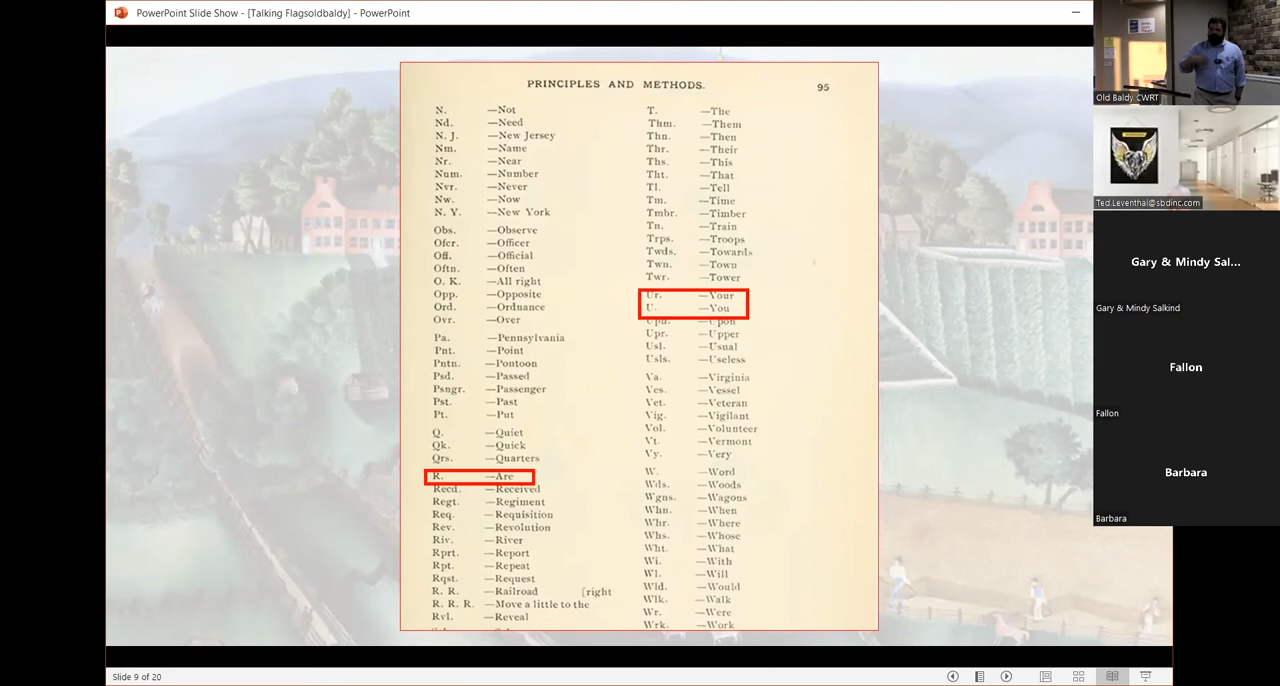 PowerPoint Slide Show - [Talking Flagsoldbaldy] - PowerPoint
PRINCIPLES AND METHODS. 95
N. —Not
Nd. —Need
N. J. —New Jersey
Nm. —Name
Nr. —Near
Num. —Number
Nvr. —Never
Nw. —Now
N. Y. —New York
Obs. —Observe
Ofcr. —Officer
Off. —Official
Oftn. —Often
O. K. —All right
Opp. —Opposite
Ord. —Ordnance
Ovr. —Over
Pa. —Pennsylvania
Pnt. —Point
Pntn. —Pontoon
Psd. —Passed
Psngr. —Passenger
Pst. —Past
Pt. —Put
Q. —Quiet
Qk. —Quick
Qrs. —Quarters
R. —Are
Recd. —Received
Regt. —Regiment
Req. —Requisition
Rev. —Revolution
Riv. —River
Rprt. —Report
Rpt. —Repeat
Rqst. —Request
R. R. —Railroad [right
R. R. R. —Move a little to the
Rvl. —Reveal
T. —The
Thm. —Them
Thn. —Then
Thr. —Their
Ths. —This
Tht. —That
Tl. —Tell
Tm. —Time
Tmbr. —Timber
Tn. —Train
Trps. —Troops
Twds. —Towards
Twn. —Town
Twr. —Tower
Ur. —Your
U. —You
Upn. —Upon
Upr. —Upper
Usl. —Usual
Usls. —Useless
Va. —Virginia
Ves. —Vessel
Vet. —Veteran
Vig. —Vigilant
Vol. —Volunteer
Vt. —Vermont
Vy. —Very
W. —Word
Wds. —Woods
Wgns. —Wagons
Whn. —When
Whr. —Where
Whs. —Whose
Wht. —What
Wi. —With
Wl. —Will
Wld. —Would
Wlk. —Walk
Wr. —Were
Wrk. —Work
Old Baldy CWRT
Ted.Leventhal@sbdinc.com
Gary & Mindy Sal...
Gary & Mindy Salkind
Fallon
Fallon
Barbara
Barbara
Slide 9 of 20